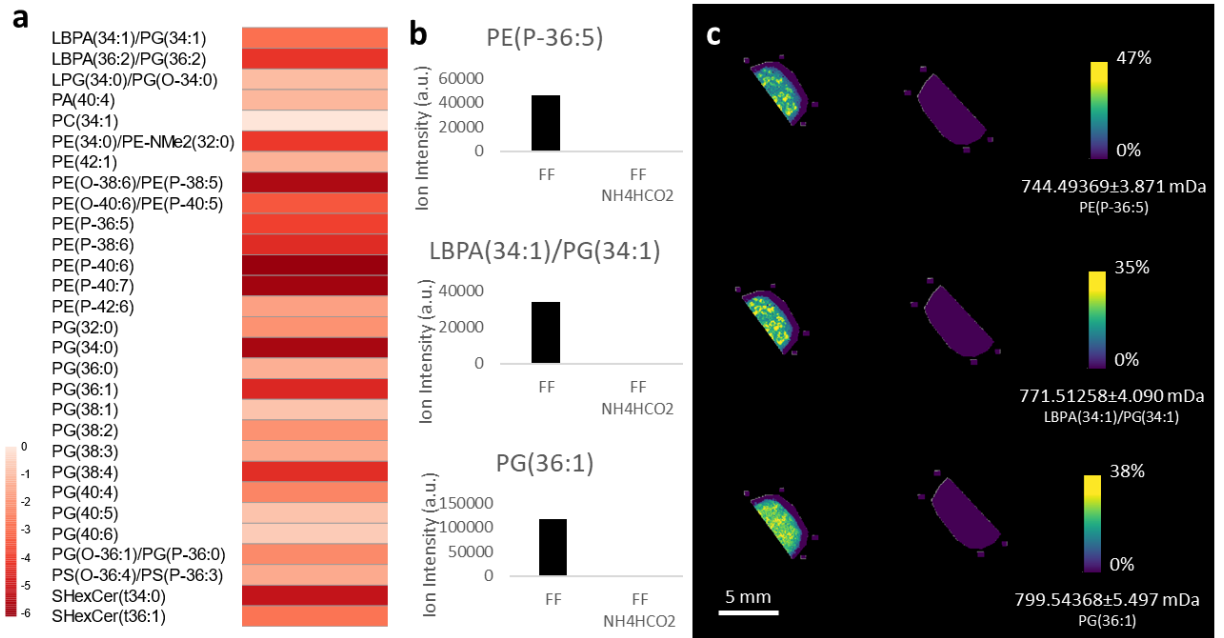 a
LBPA(34:1)/PG(34:1)
LBPA(36:2)/PG(36:2)
LPG(34:0)/PG(O-34:0)
PA(40:4)
PC(34:1)
PE(34:0)/PE-NMe2(32:0)
PE(42:1)
PE(O-38:6)/PE(P-38:5)
PE(O-40:6)/PE(P-40:5)
PE(P-36:5)
PE(P-38:6)
PE(P-40:6)
PE(P-40:7)
PE(P-42:6)
PG(32:0)
PG(34:0)
PG(36:0)
PG(36:1)
PG(38:1)
PG(38:2)
PG(38:3)
PG(38:4)
PG(40:4)
PG(40:5)
PG(40:6)
PG(O-36:1)/PG(P-36:0)
PS(O-36:4)/PS(P-36:3)
SHexCer(t34:0)
SHexCer(t36:1)
0
-1
-2
-3
-4
-5
-6
b
PE(P-36:5)
Ion Intensity (a.u.)
60000
40000
20000
0
FF
FF
NH4HCO2
LBPA(34:1)/PG(34:1)
Ion Intensity (a.u.)
40000
20000
0
FF
FF
NH4HCO2
PG(36:1)
Ion Intensity (a.u.)
150000
100000
50000
0
FF
FF
NH4HCO2
c
47%
0%
744.49369±3.871 mDa
PE(P-36:5)
35%
0%
771.51258±4.090 mDa
LBPA(34:1)/PG(34:1)
38%
0%
5 mm
799.54368±5.497 mDa
PG(36:1)